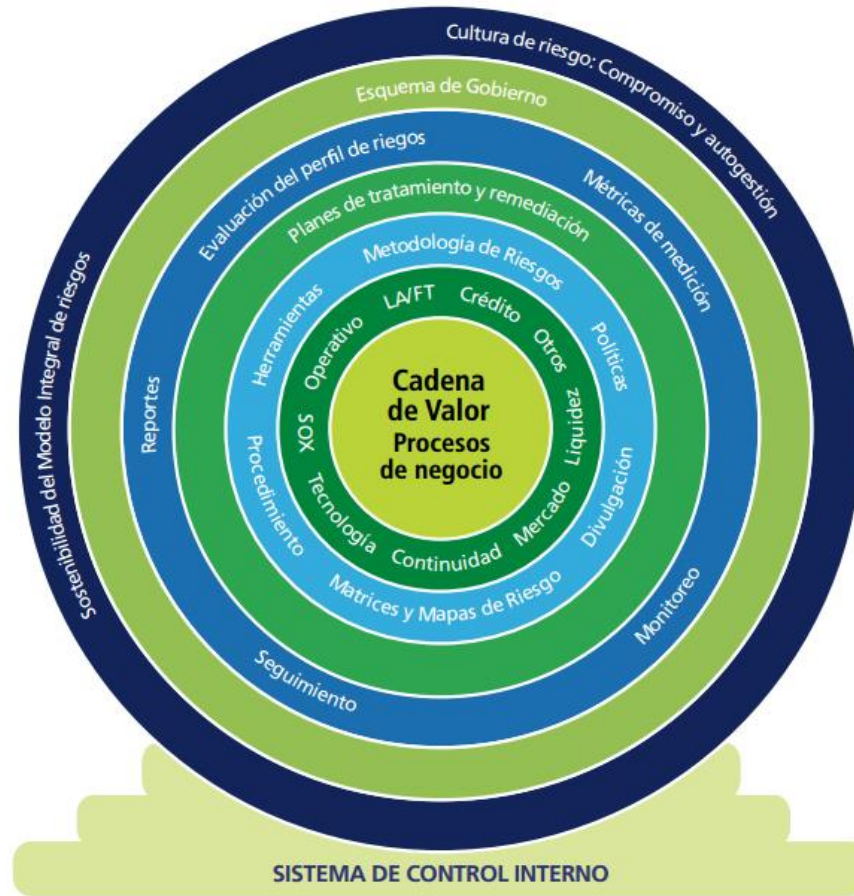 Cultura de riesgo: Compromiso y autogestión
Sostenibilidad del Modelo Integral de riesgos
Esquema de Gobierno
Evaluación del perfil de riegos
Métricas de medición
Monitoreo
Seguimiento
Reportes
Planes de tratamiento y remediación
Metodología de Riesgos
Políticas
Divulgación
Matrices y Mapas de Riesgo
Procedimiento
Herramientas
LA/FT
Crédito
Otros
Liquidez
Mercado
Continuidad
Tecnología
SOX
Operativo
Cadena
de Valor
Procesos
de negocio
SISTEMA DE CONTROL INTERNO